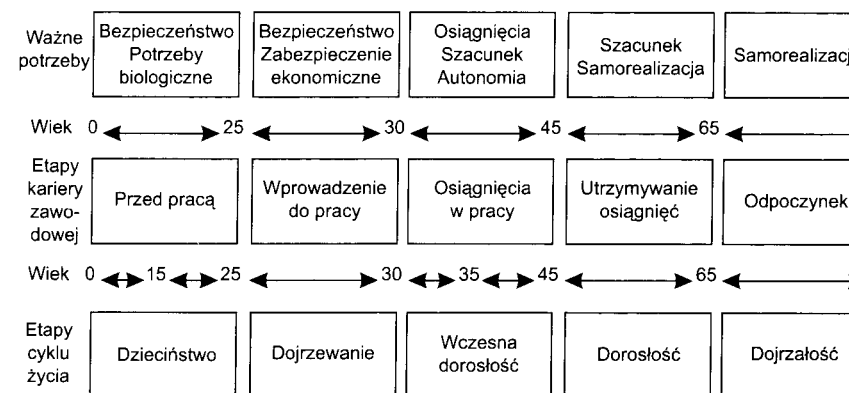 Ważne potrzeby
Bezpieczeństwo Potrzeby biologiczne
Bezpieczeństwo Zabezpieczenie ekonomiczne
Osiągnięcia Szacunek Autonomia
Szacunek Samorealizacja
Samorealizacj
Wiek 0 25 30 45 65
Etapy kariery zawo-dowej
Przed pracą
Wprowadzenie do pracy
Osiągnięcia w pracy
Utrzymywanie osiągnięć
Odpoczynek
Wiek 0 15 25 30 35 45 65
Etapy cyklu życia
Dzieciństwo
Dojrzewanie
Wczesna dorosłość
Dorosłość
Dojrzałość